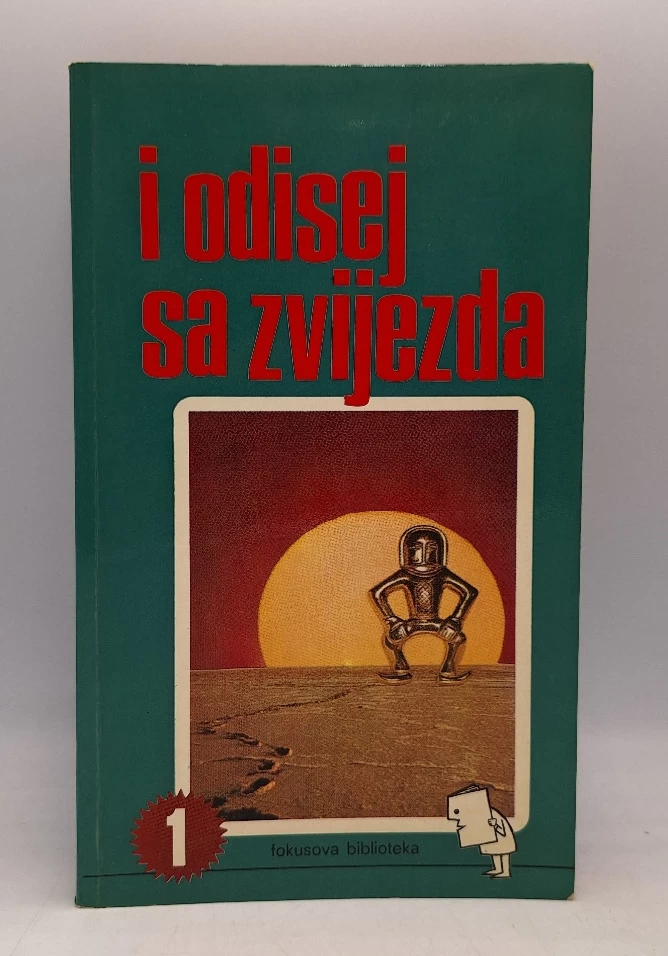 i odisej
sa zvijezda
1
fokusova biblioteka